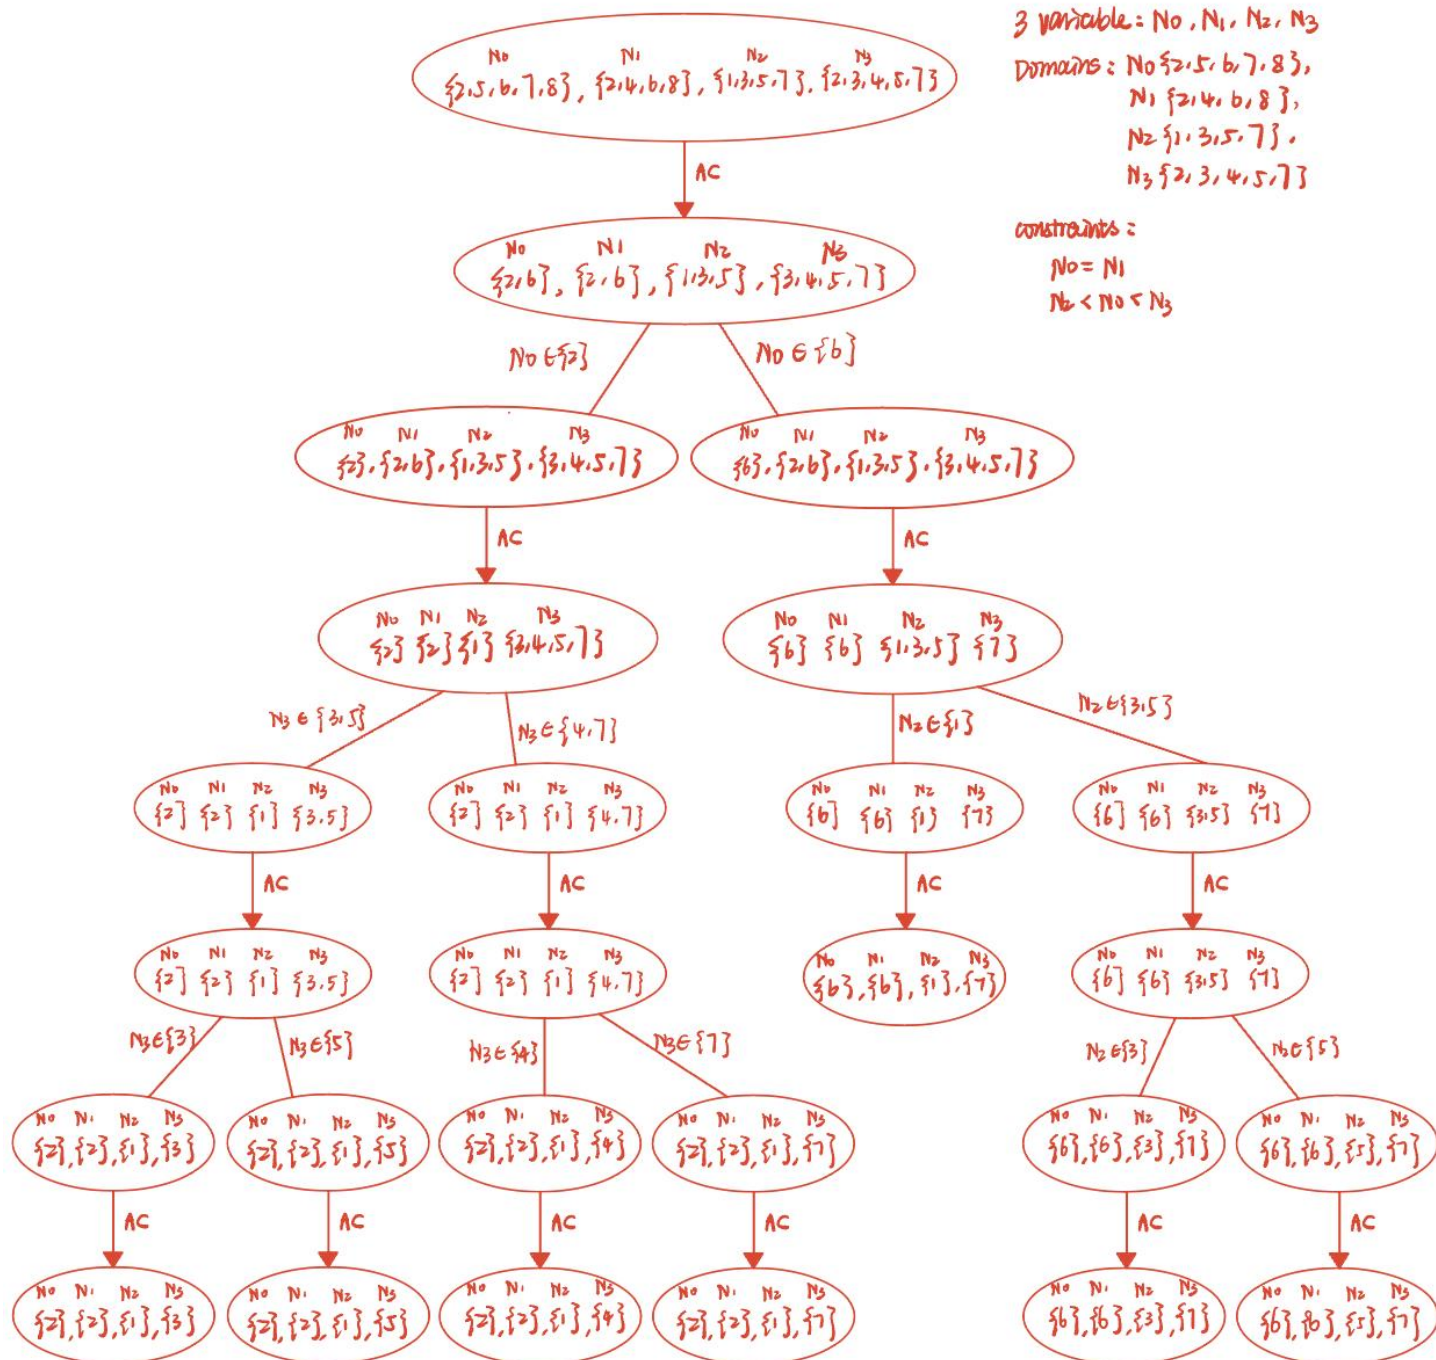 3 variable: N0, N1, N2, N3
Domains: N0 {2,5,6,7,8},
N1 {2,4,6,8},
N2 {1,3,5,7}.
N3 {2,3,4,5,7}
constraints:
N0 = N1
N2 < N0 < N3
N0 N1 N2 N3
{2,5,6,7,8}, {2,4,6,8}, {1,3,5,7}, {2,3,4,5,7}
AC
N0 N1 N2 N3
{2,6}, {2,6}, {1,3,5}, {3,4,5,7}
N0 ∈ {2} N0 ∈ {6}
N0 N1 N2 N3 N0 N1 N2 N3
{2}, {2,6}, {1,3,5}, {3,4,5,7} {6}, {2,6}, {1,3,5}, {3,4,5,7}
AC AC
N0 N1 N2 N3 N0 N1 N2 N3
{2} {2} {1} {3,4,5,7} {6} {6} {1,3,5} {7}
N3 ∈ {3,5} N3 ∈ {4,7} N2 ∈ {1} N2 ∈ {3,5}
N0 N1 N2 N3 N0 N1 N2 N3 N0 N1 N2 N3 N0 N1 N2 N3
{2} {2} {1} {3,5} {2} {2} {1} {4,7} {6} {6} {1} {7} {6} {6} {3,5} {7}
AC AC AC AC
N0 N1 N2 N3 N0 N1 N2 N3 N0 N1 N2 N3 N0 N1 N2 N3
{2} {2} {1} {3,5} {2} {2} {1} {4,7} {6}, {6}, {1}, {7} {6} {6} {3,5} {7}
N3 ∈ {3} N3 ∈ {5} N3 ∈ {4} N3 ∈ {7} N2 ∈ {3} N2 ∈ {5}
N0 N1 N2 N3 N0 N1 N2 N3 N0 N1 N2 N3 N0 N1 N2 N3 N0 N1 N2 N3 N0 N1 N2 N3
{2}, {2}, {1}, {3} {2}, {2}, {1}, {5} {2}, {2}, {1}, {4} {2}, {2}, {1}, {7} {6}, {6}, {3}, {7} {6}, {6}, {5}, {7}
AC AC AC AC AC AC
N0 N1 N2 N3 N0 N1 N2 N3 N0 N1 N2 N3 N0 N1 N2 N3 N0 N1 N2 N3 N0 N1 N2 N3
{2}, {2}, {1}, {3} {2}, {2}, {1}, {5} {2}, {2}, {1}, {4} {2}, {2}, {1}, {7} {6}, {6}, {3}, {7} {6}, {6}, {5}, {7}